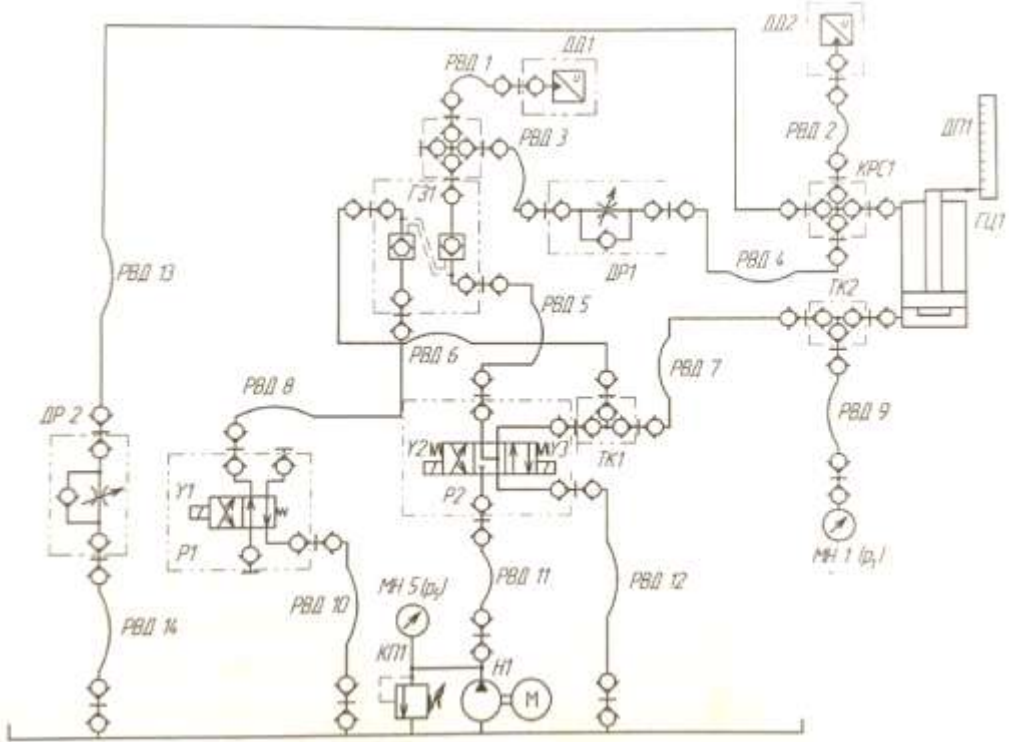 ДД2
U
ДД1
U
РВД 1
РВД 2
ДП1
РВД 3
КРС1
ГЗ1
ГЦ1
РВД 4
ДР1
РВД 13
РВД 5
ТК2
РВД 6
РВД 7
РВД 8
РВД 9
ДР 2
Y2
Y3
ТК1
Y1
Р2
Р1
МН 1 (р₁)
РВД 11
РВД 12
МН 5 (р₅)
РВД 10
РВД 14
КП1
Н1
М